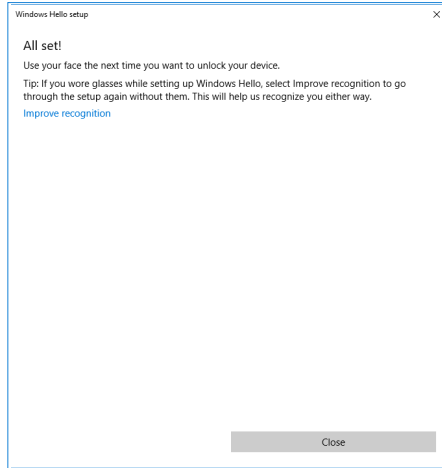 Windows Hello setup
All set!
Use your face the next time you want to unlock your device.
Tip: If you wore glasses while setting up Windows Hello, select Improve recognition to go
through the setup again without them. This will help us recognize you either way.
Improve recognition
Close